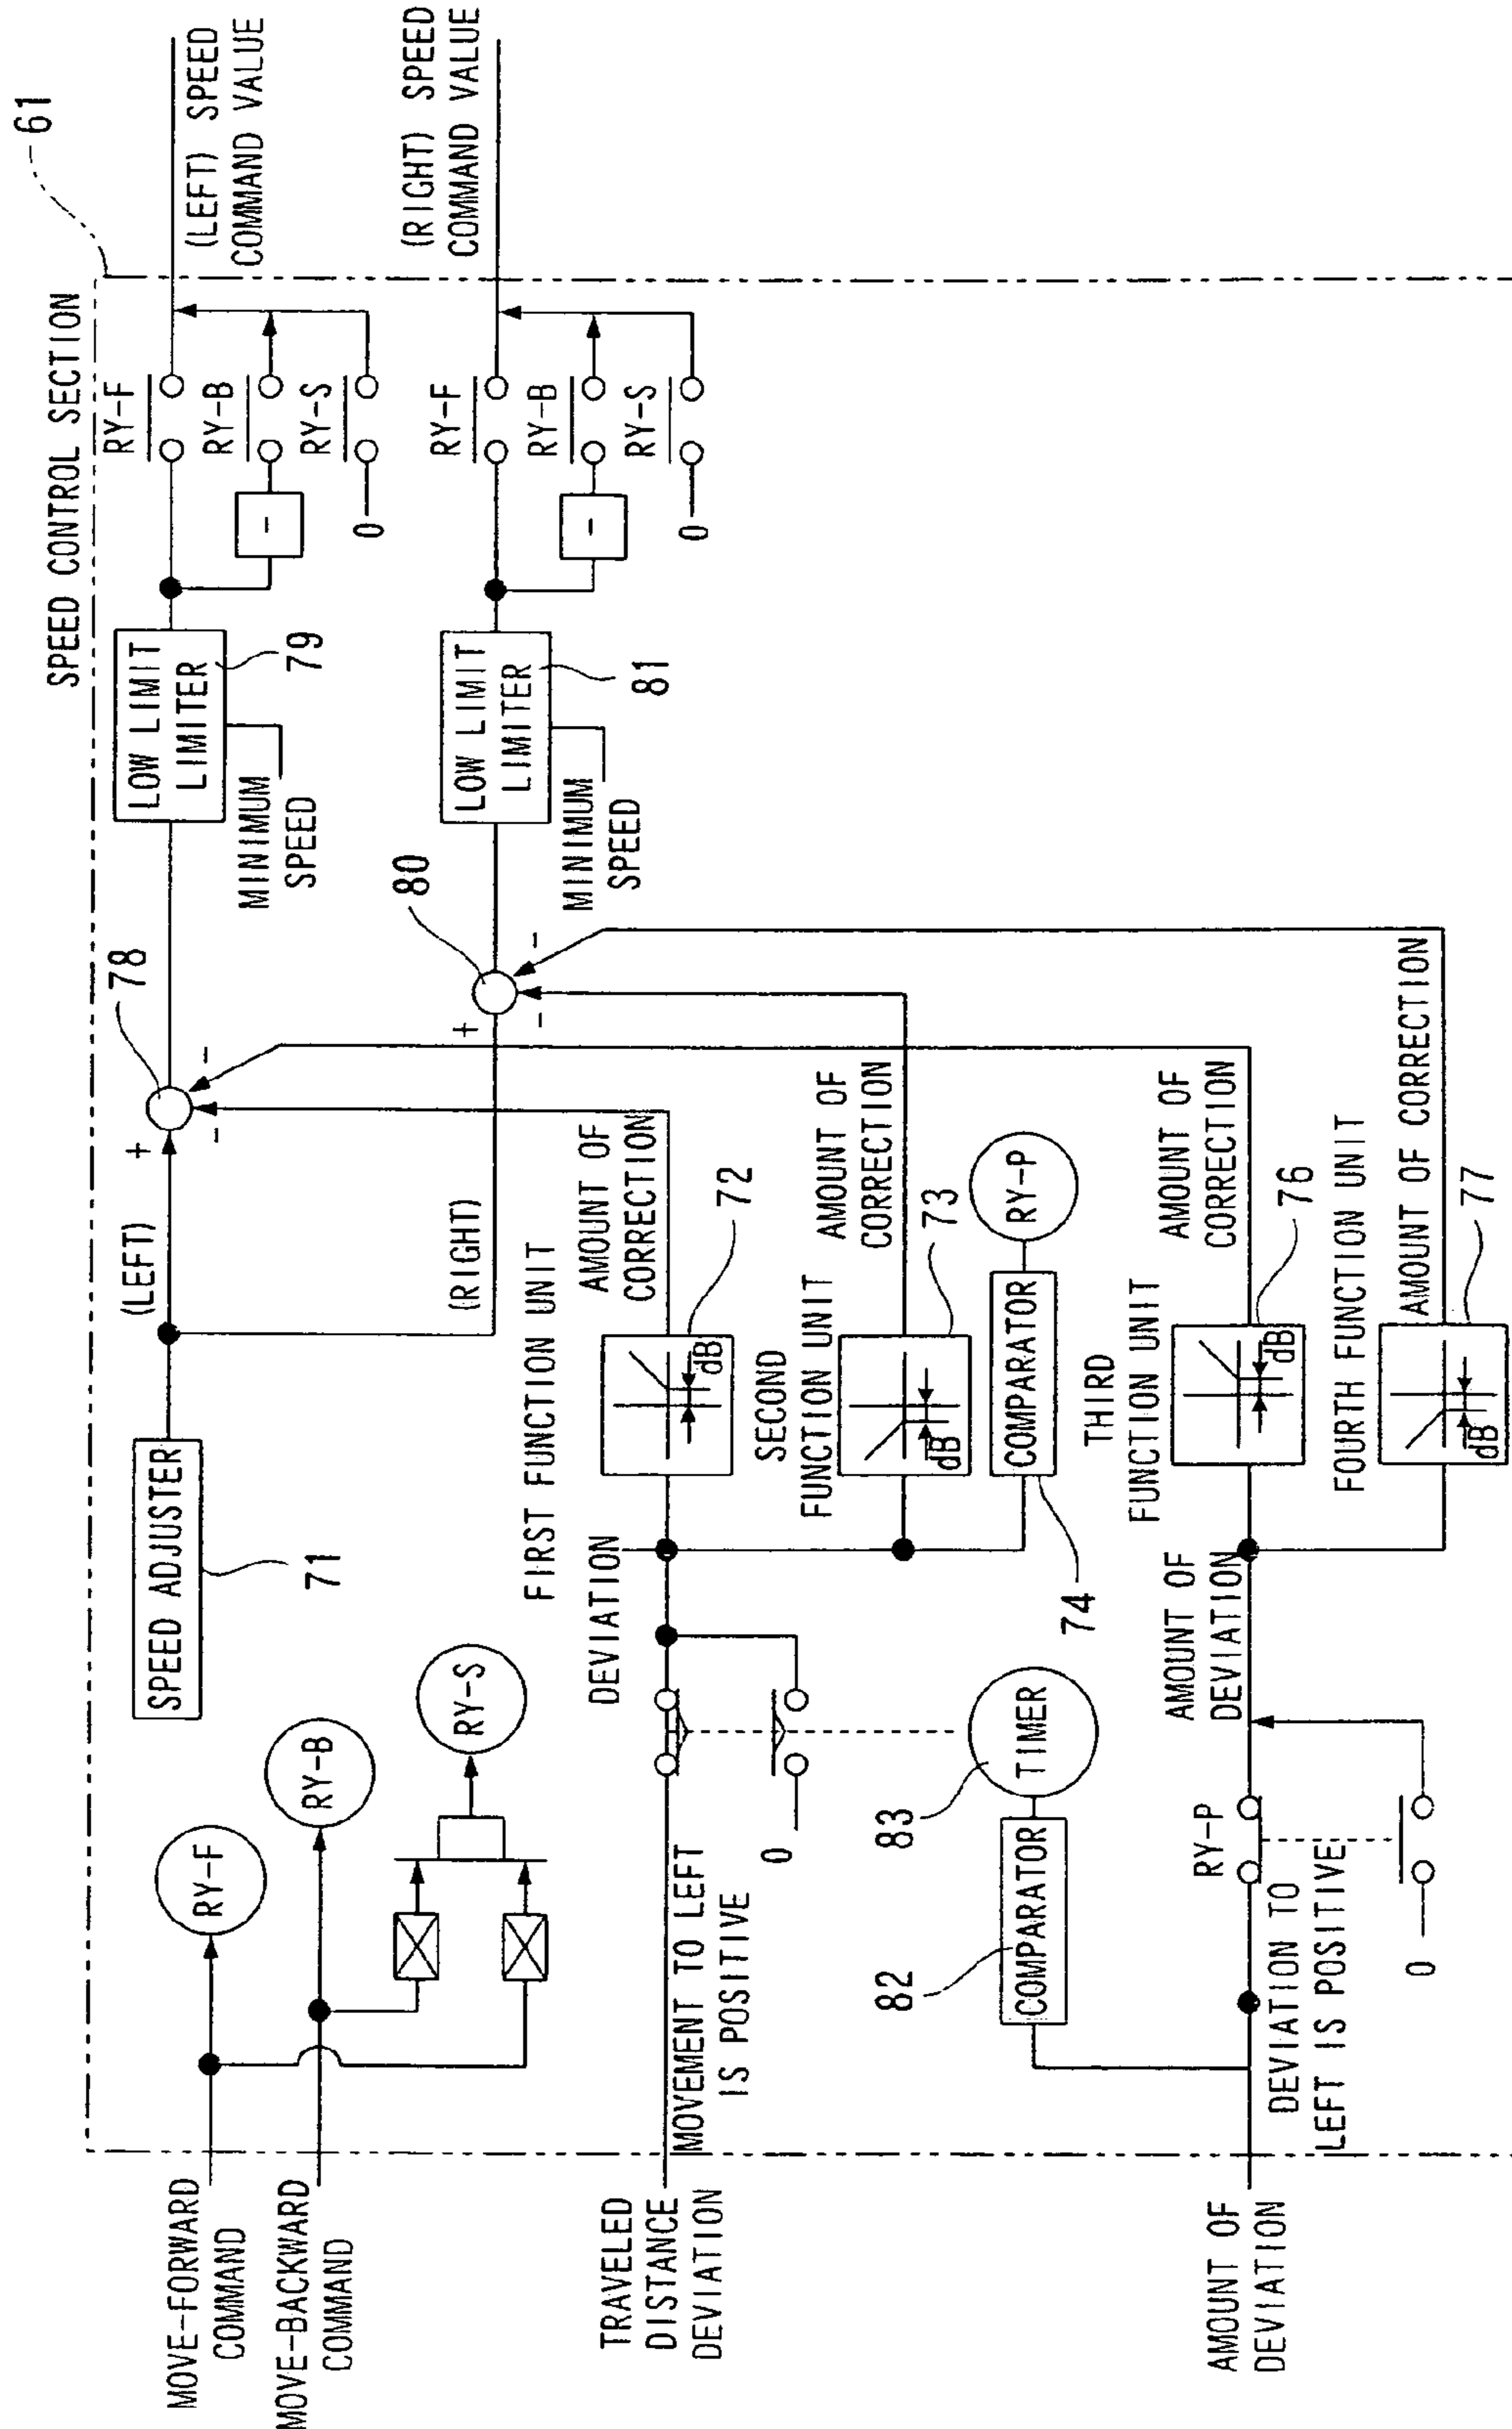 SPEED CONTROL SECTION
61
MOVE-FORWARD
COMMAND
MOVE-BACKWARD
COMMAND
RY-F
RY-B
RY-S
SPEED ADJUSTER
71
(LEFT)
+
-
-
78
LOW LIMIT
LIMITER
79
MINIMUM
SPEED
-
0
RY-F
RY-B
RY-S
(LEFT) SPEED
COMMAND VALUE
(RIGHT)
+
-
-
80
LOW LIMIT
LIMITER
81
MINIMUM
SPEED
-
0
RY-F
RY-B
RY-S
(RIGHT) SPEED
COMMAND VALUE
TRAVELED
DISTANCE
DEVIATION
MOVEMENT TO LEFT
IS POSITIVE
0
DEVIATION
FIRST FUNCTION UNIT
dB
72
AMOUNT OF
CORRECTION
SECOND
FUNCTION UNIT
dB
73
AMOUNT OF
CORRECTION
COMPARATOR
74
RY-P
82
COMPARATOR
83
TIMER
AMOUNT OF
DEVIATION
DEVIATION TO
LEFT IS POSITIVE
RY-P
0
AMOUNT OF
DEVIATION
THIRD
FUNCTION UNIT
dB
76
AMOUNT OF
CORRECTION
FOURTH FUNCTION UNIT
dB
77
AMOUNT OF CORRECTION